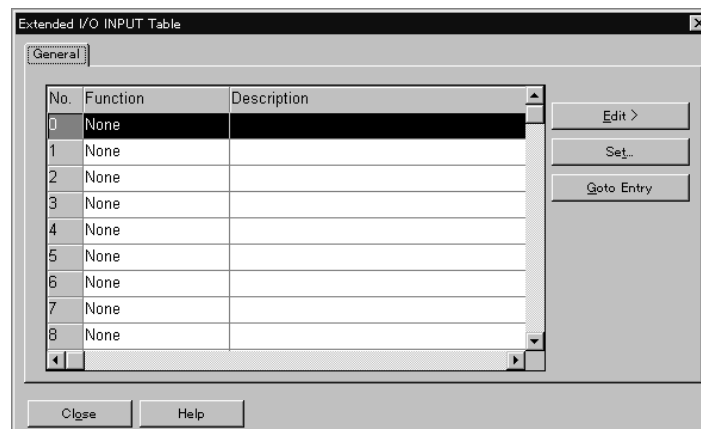 Extended I/O INPUT Table
General
No. Function Description
0 None
1 None
2 None
3 None
4 None
5 None
6 None
7 None
8 None
Edit >
Set...
Goto Entry
Close Help